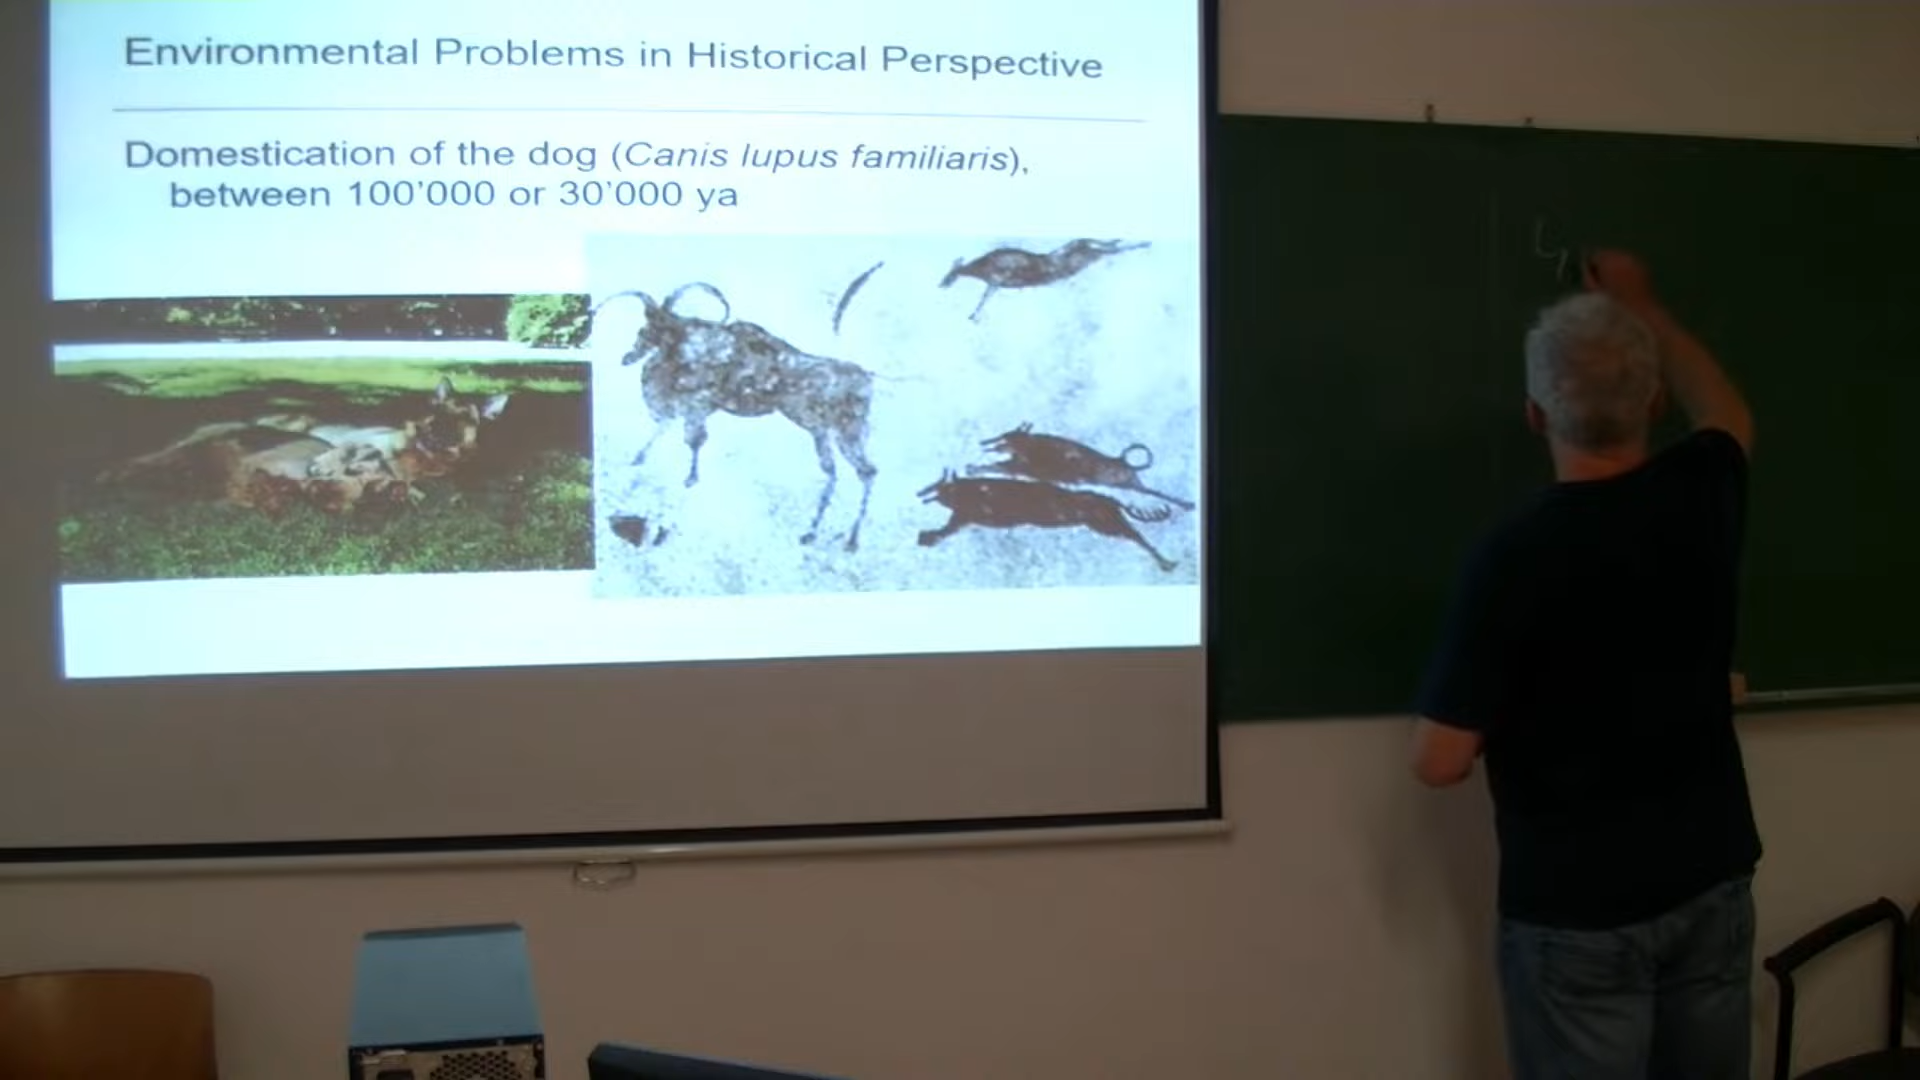 Environmental Problems in Historical Perspective
Domestication of the dog (Canis lupus familiaris),
between 100’000 or 30’000 ya